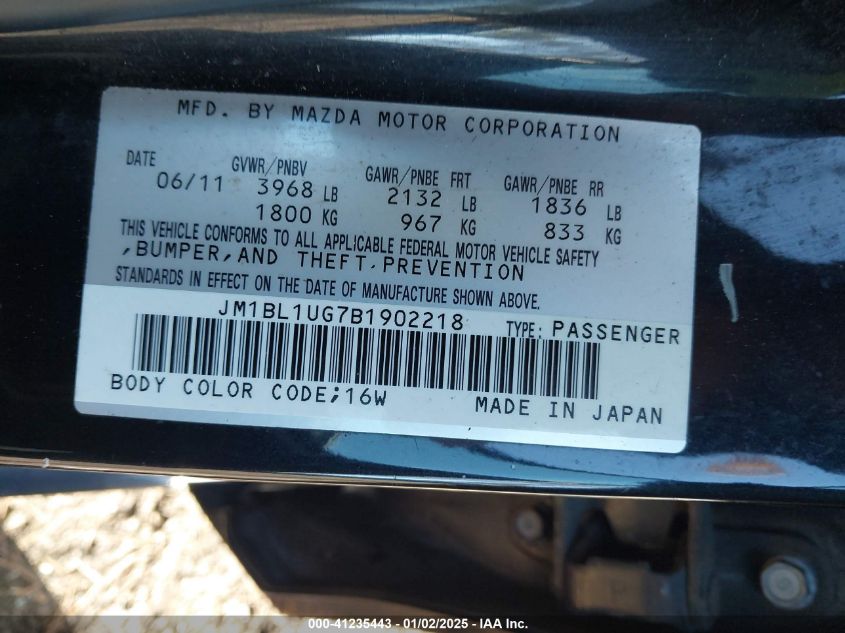 MFD. BY MAZDA MOTOR CORPORATION
DATE GVWR/PNBV GAWR/PNBE FRT GAWR/PNBE RR
06/11 3968 LB 2132 LB 1836 LB
1800 KG 967 KG 833 KG
THIS VEHICLE CONFORMS TO ALL APPLICABLE FEDERAL MOTOR VEHICLE SAFETY
,BUMPER,AND THEFT.PREVENTION
STANDARDS IN EFFECT ON THE DATE OF MANUFACTURE SHOWN ABOVE.
JM1BL1UG7B1902218 TYPE: PASSENGER
BODY COLOR CODE;16W MADE IN JAPAN
000-41235443 - 01/02/2025 - IAA Inc.